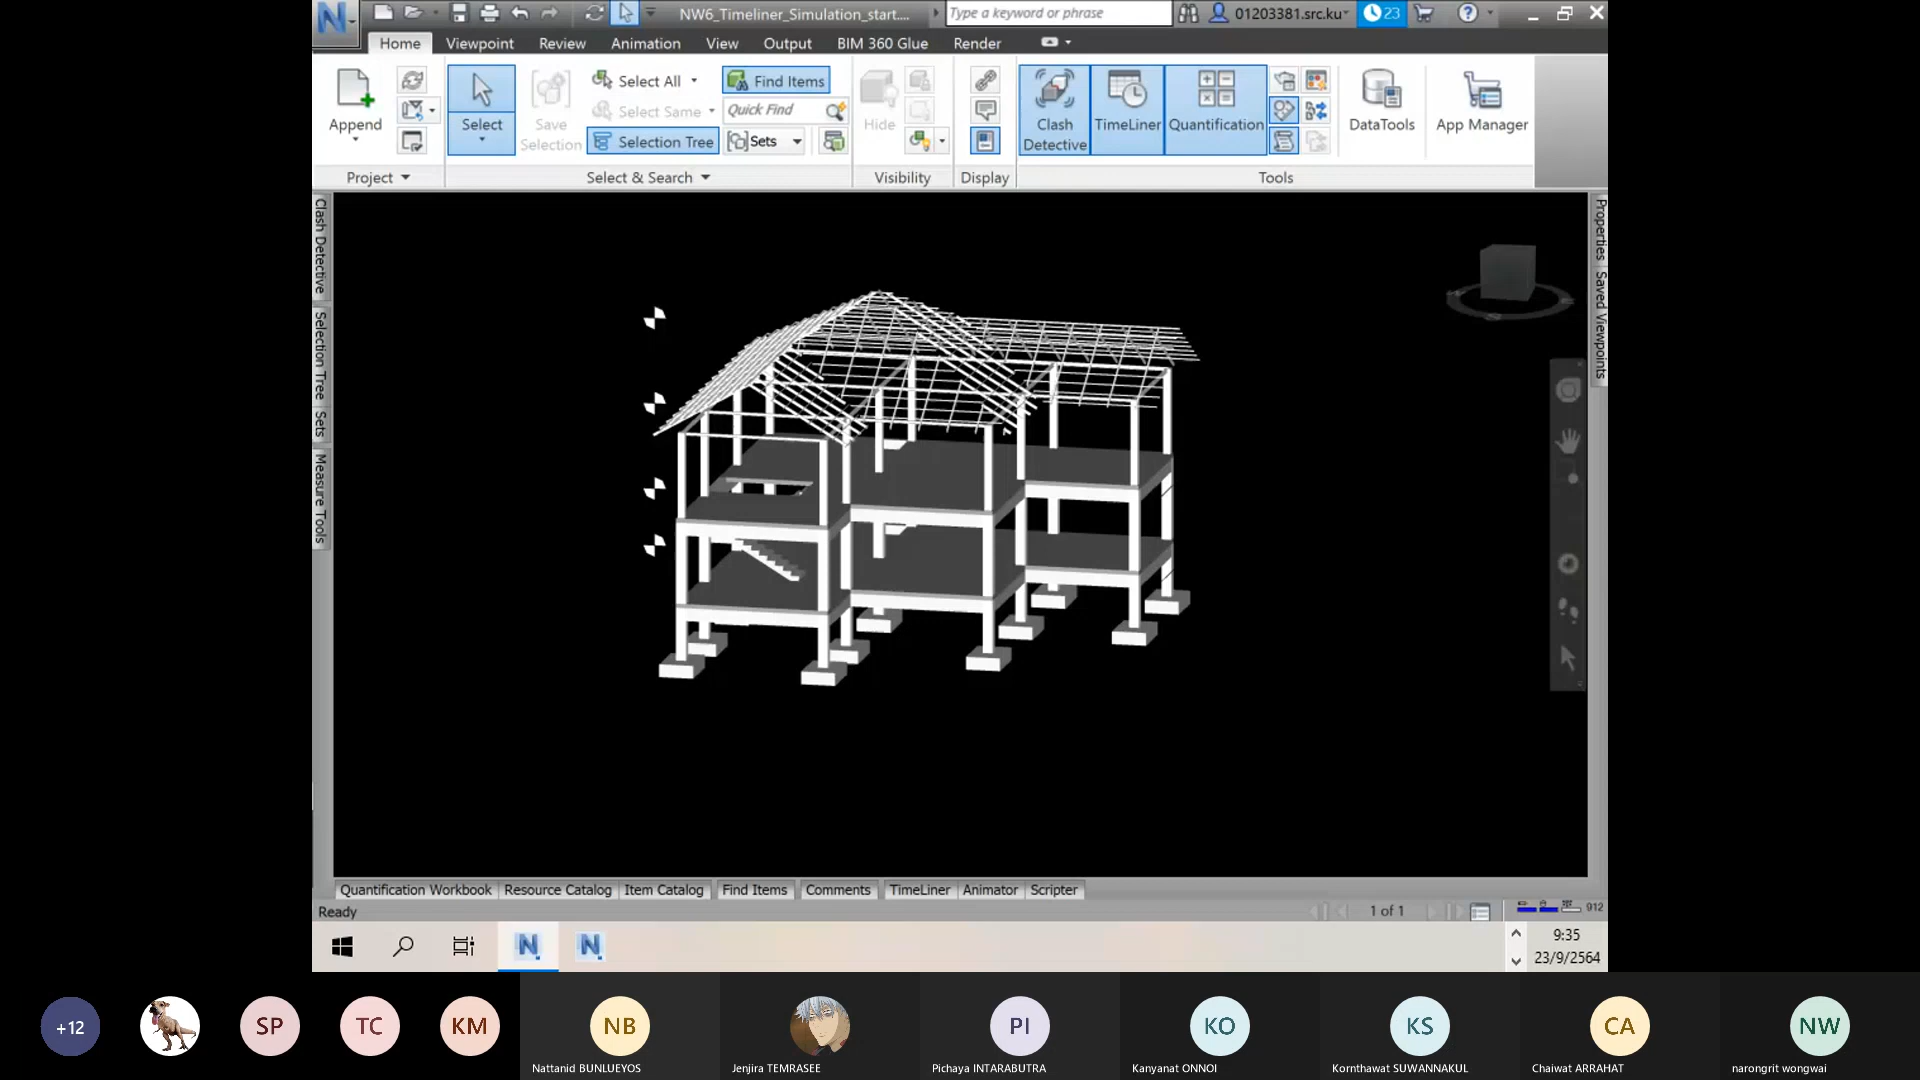 NW6_Timeliner_Simulation_start....
Type a keyword or phrase
01203381.src.ku
23
Home
Viewpoint
Review
Animation
View
Output
BIM 360 Glue
Render
Append
Select
Save Selection
Select All
Select Same
Selection Tree
Find Items
Quick Find
Sets
Hide
Clash Detective
TimeLiner
Quantification
DataTools
App Manager
Project
Select & Search
Visibility
Display
Tools
Clash Detective
Selection Tree
Sets
Measure Tools
Properties
Saved Viewpoints
Quantification Workbook
Resource Catalog
Item Catalog
Find Items
Comments
TimeLiner
Animator
Scripter
Ready
1 of 1
912
9:35
23/9/2564
+12
SP
TC
KM
NB
PI
KO
KS
CA
NW
Nattanid BUNLUEYOS
Jenjira TEMRASEE
Pichaya INTARABUTRA
Kanyanat ONNOI
Kornthawat SUWANNAKUL
Chaiwat ARRAHAT
narongrit wongwai